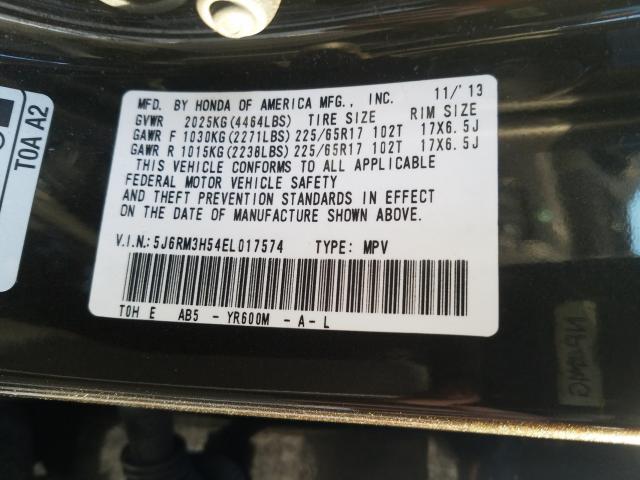 MFD. BY HONDA OF AMERICA MFG., INC. 11/'13
GVWR 2025KG(4464LBS) TIRE SIZE RIM SIZE
GAWR F 1030KG(2271LBS) 225/65R17 102T 17X6.5J
GAWR R 1015KG(2238LBS) 225/65R17 102T 17X6.5J
THIS VEHICLE CONFORMS TO ALL APPLICABLE
FEDERAL MOTOR VEHICLE SAFETY
AND THEFT PREVENTION STANDARDS IN EFFECT
ON THE DATE OF MANUFACTURE SHOWN ABOVE.
V.I.N.: 5J6RM3H54EL017574 TYPE: MPV
TOH E AB5 - YR600M - A - L
T0A A2